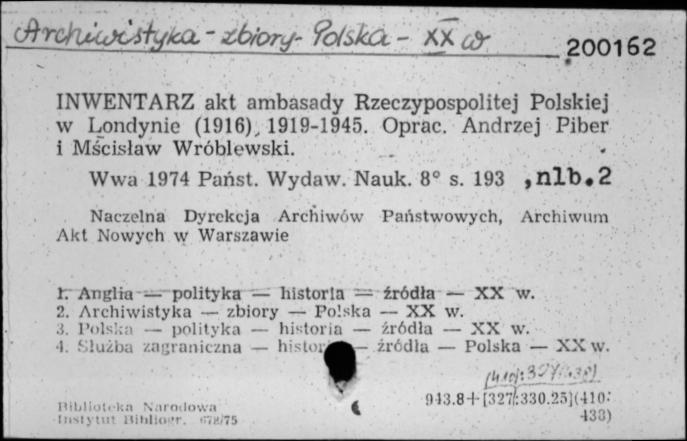 Archiwistyka - zbiory - Polska - XX w
200162
INWENTARZ akt ambasady Rzeczypospolitej Polskiej
w Londynie (1916), 1919-1945. Oprac. Andrzej Piber
i Mścisław Wróblewski.
Wwa 1974 Państ. Wydaw. Nauk. 8° s. 193 ,nlb.2
Naczelna Dyrekcja Archiwów Państwowych, Archiwum
Akt Nowych w Warszawie
1. Anglia — polityka — historia — źródła — XX w.
2. Archiwistyka — zbiory — Polska — XX w.
3. Polska — polityka — historia — źródła — XX w.
4. Służba zagraniczna — histor — źródła — Polska — XX w.
943.8+[327:330.25](410:
438)
Biblioteka Narodowa
Instytut Bibliogr. 678/75